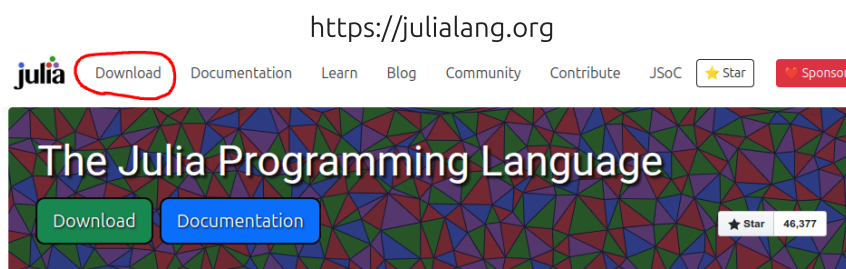 https://julialang.org
julia Download Documentation Learn Blog Community Contribute JSoC Star Sponsor
The Julia Programming Language
Download Documentation Star 46,377